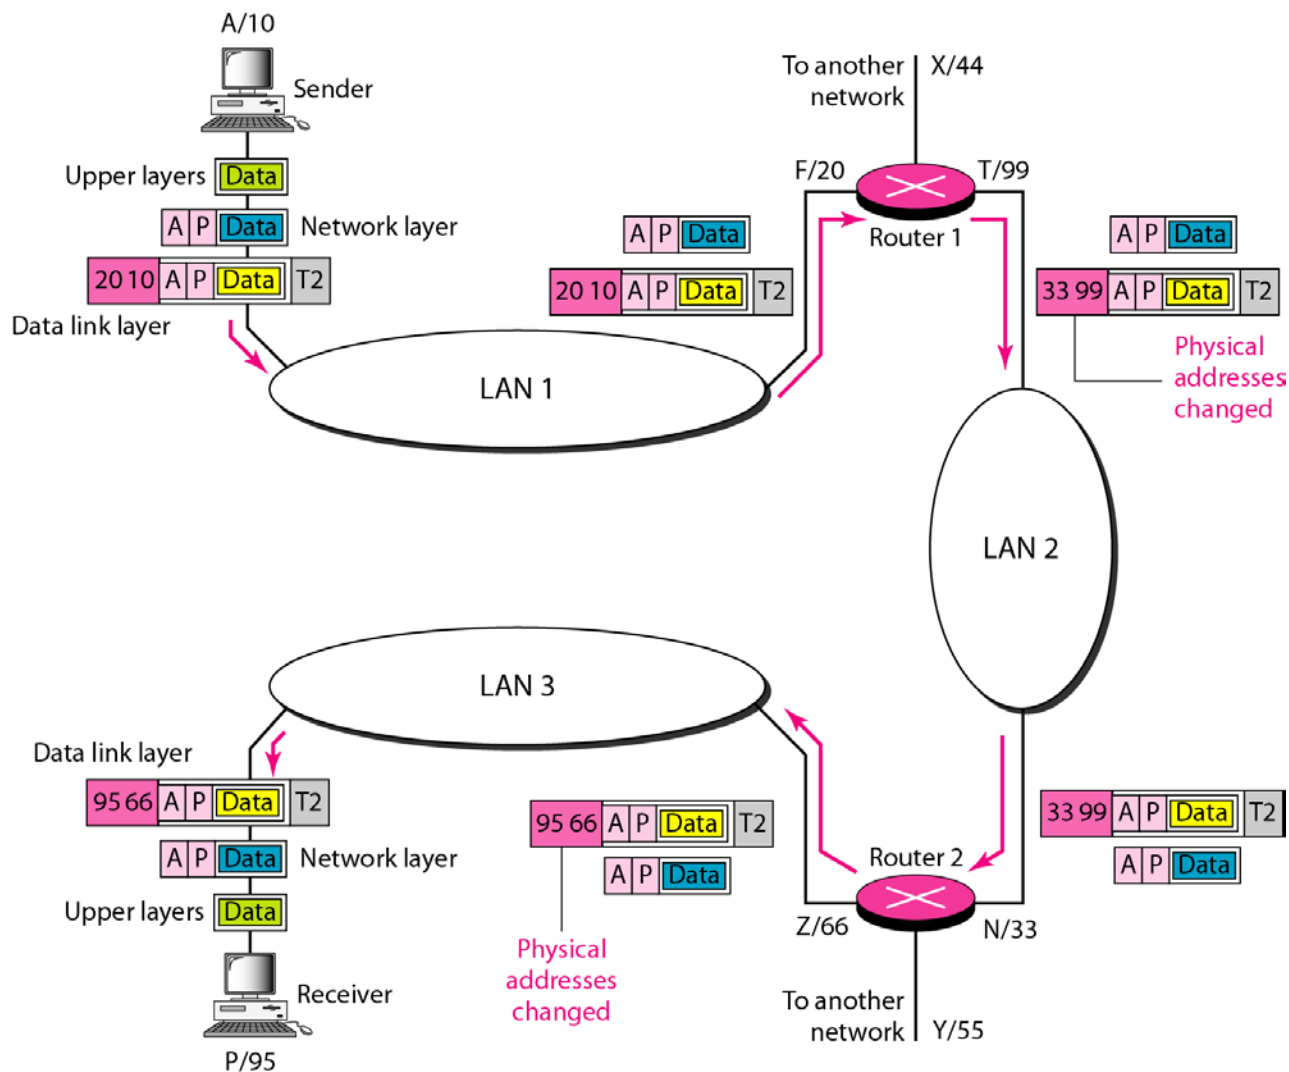 A/10
Sender
To another
network
X/44
Upper layers
Data
F/20
T/99
A P Data
Network layer
A P Data
Router 1
A P Data
20 10 A P Data T2
20 10 A P Data T2
33 99 A P Data T2
Data link layer
Physical
addresses
changed
LAN 1
LAN 2
LAN 3
Data link layer
95 66 A P Data T2
95 66 A P Data T2
33 99 A P Data T2
A P Data
Network layer
A P Data
Router 2
A P Data
Upper layers
Data
Z/66
N/33
Physical
addresses
changed
Receiver
To another
network
Y/55
P/95